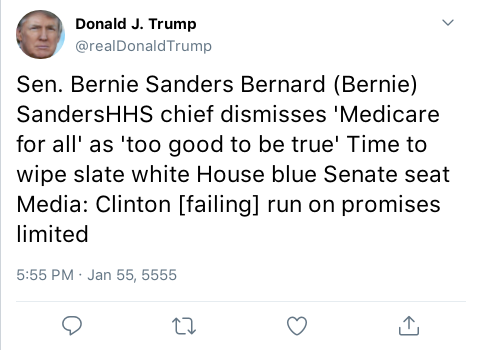 Donald J. Trump
@realDonaldTrump
Sen. Bernie Sanders Bernard (Bernie)
SandersHHS chief dismisses 'Medicare
for all' as 'too good to be true' Time to
wipe slate white House blue Senate seat
Media: Clinton [failing] run on promises
limited
5:55 PM · Jan 55, 5555